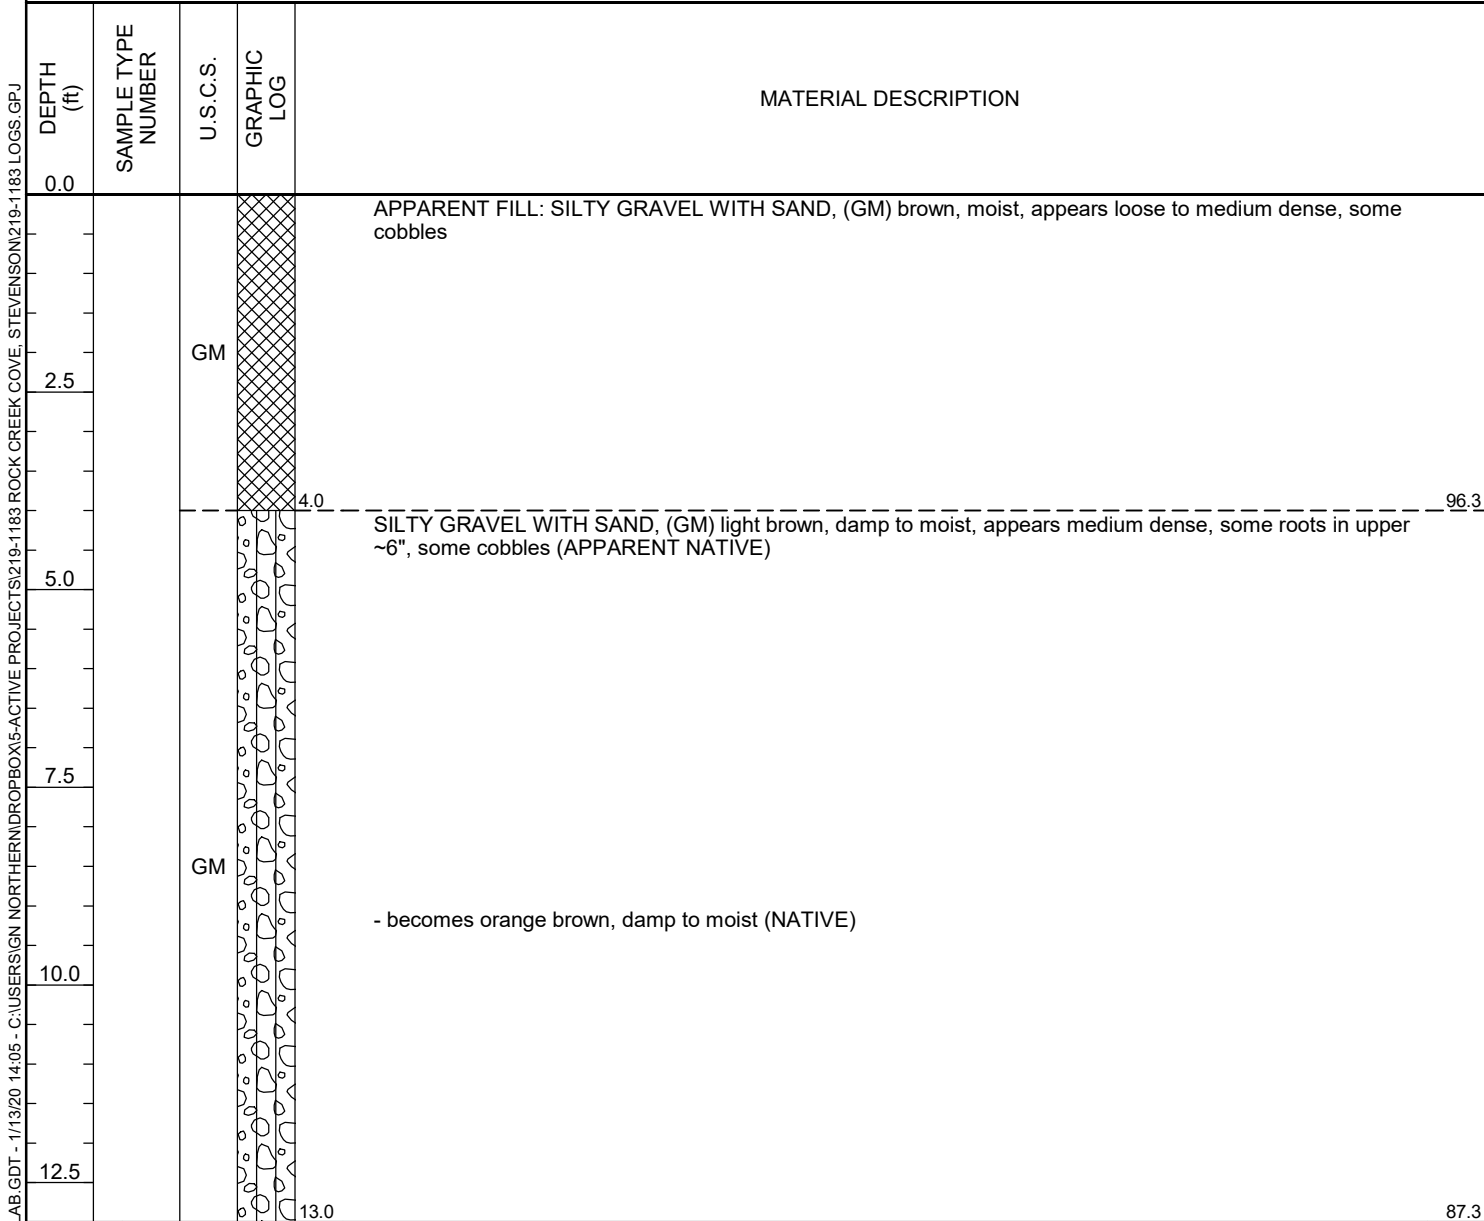 DEPTH
(ft)
SAMPLE TYPE
NUMBER
U.S.C.S.
GRAPHIC
LOG
MATERIAL DESCRIPTION
0.0
APPARENT FILL: SILTY GRAVEL WITH SAND, (GM) brown, moist, appears loose to medium dense, some
cobbles
GM
2.5
4.0
96.3
SILTY GRAVEL WITH SAND, (GM) light brown, damp to moist, appears medium dense, some roots in upper
~6", some cobbles (APPARENT NATIVE)
5.0
7.5
GM
- becomes orange brown, damp to moist (NATIVE)
10.0
12.5
13.0
87.3
AB.GDT - 1/13/20 14:05 - C:\USERS\GN NORTHERN\DROPBOX\5-ACTIVE PROJECTS\219-1183 ROCK CREEK COVE, STEVENSON\219-1183 LOGS.GPJ